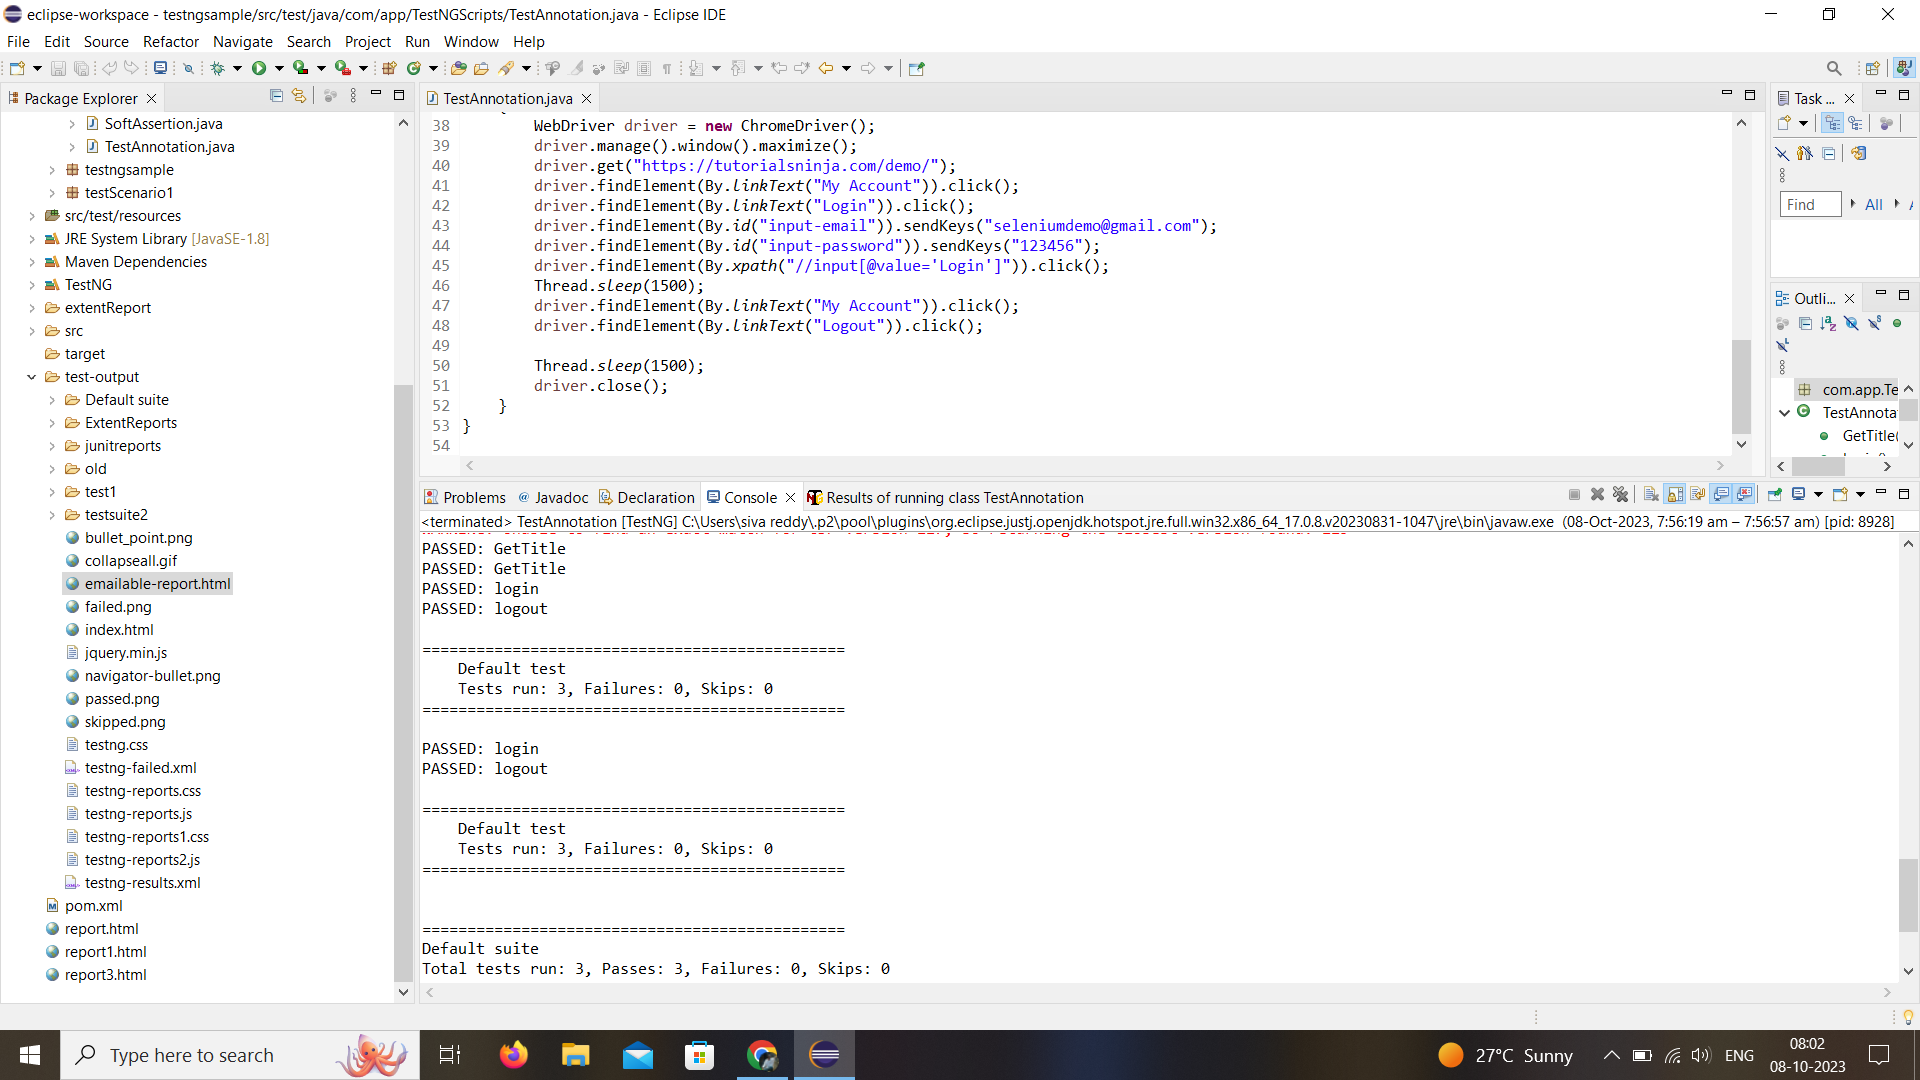 eclipse-workspace - testngsample/src/test/java/com/app/TestNGScripts/TestAnnotation.java - Eclipse IDE
File Edit Source Refactor Navigate Search Project Run Window Help
Package Explorer
SoftAssertion.java
TestAnnotation.java
testngsample
testScenario1
src/test/resources
JRE System Library [JavaSE-1.8]
Maven Dependencies
TestNG
extentReport
src
target
test-output
Default suite
ExtentReports
junitreports
old
test1
testsuite2
bullet_point.png
collapseall.gif
emailable-report.html
failed.png
index.html
jquery.min.js
navigator-bullet.png
passed.png
skipped.png
testng.css
testng-failed.xml
testng-reports.css
testng-reports.js
testng-reports1.css
testng-reports2.js
testng-results.xml
pom.xml
report.html
report1.html
report3.html
TestAnnotation.java
38 WebDriver driver = new ChromeDriver();
39 driver.manage().window().maximize();
40 driver.get("https://tutorialsninja.com/demo/");
41 driver.findElement(By.linkText("My Account")).click();
42 driver.findElement(By.linkText("Login")).click();
43 driver.findElement(By.id("input-email")).sendKeys("seleniumdemo@gmail.com");
44 driver.findElement(By.id("input-password")).sendKeys("123456");
45 driver.findElement(By.xpath("//input[@value='Login']")).click();
46 Thread.sleep(1500);
47 driver.findElement(By.linkText("My Account")).click();
48 driver.findElement(By.linkText("Logout")).click();
49
50 Thread.sleep(1500);
51 driver.close();
52 }
53 }
54
Task ...
Find All
Outli...
com.app.Te
TestAnnota
GetTitle(
Problems Javadoc Declaration Console Results of running class TestAnnotation
<terminated> TestAnnotation [TestNG] C:\Users\siva reddy\.p2\pool\plugins\org.eclipse.justj.openjdk.hotspot.jre.full.win32.x86_64_17.0.8.v20230831-1047\jre\bin\javaw.exe (08-Oct-2023, 7:56:19 am – 7:56:57 am) [pid: 8928]
PASSED: GetTitle
PASSED: GetTitle
PASSED: login
PASSED: logout
===============================================
Default test
Tests run: 3, Failures: 0, Skips: 0
===============================================
PASSED: login
PASSED: logout
===============================================
Default test
Tests run: 3, Failures: 0, Skips: 0
===============================================
===============================================
Default suite
Total tests run: 3, Passes: 3, Failures: 0, Skips: 0
Type here to search
27°C Sunny
ENG
08:02
08-10-2023